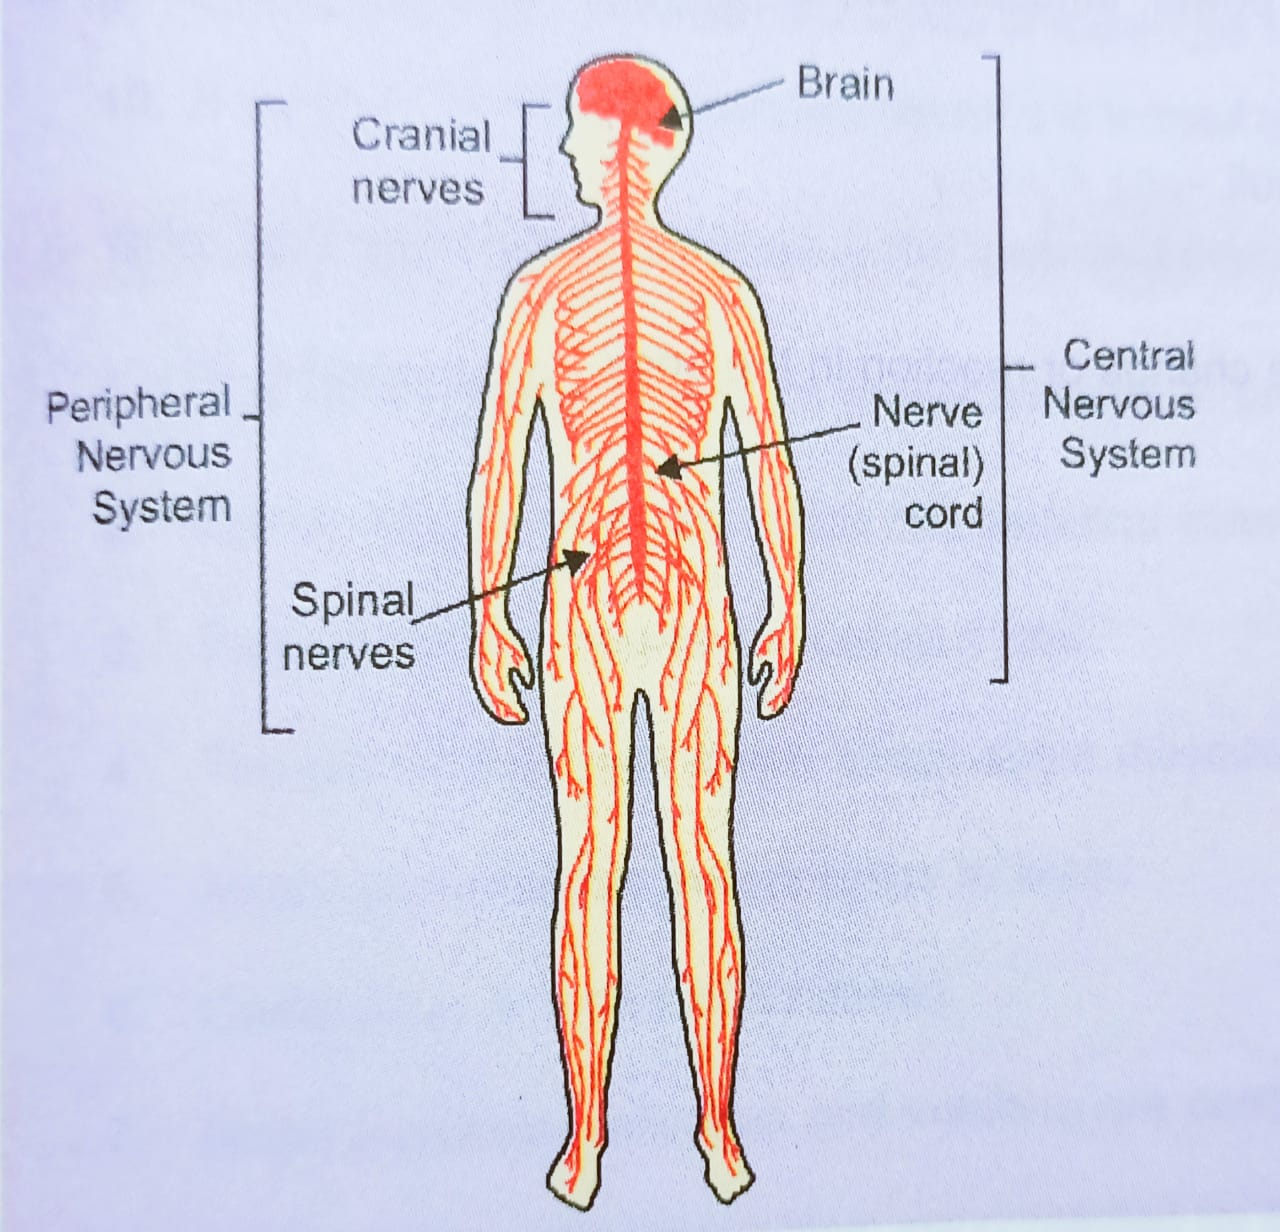 Brain
Cranial
nerves
Peripheral
Nervous
System
Central
Nervous
System
Nerve
(spinal)
cord
Spinal
nerves